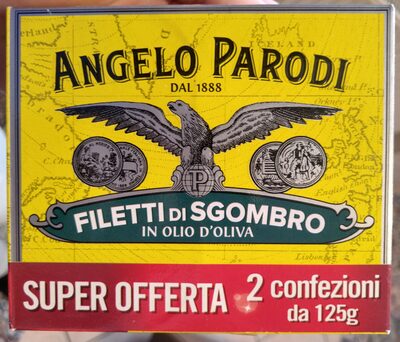 ANGELO PARODI
DAL 1888
P
FILETTI DI SGOMBRO
IN OLIO D'OLIVA
SUPER OFFERTA
2 confezioni
da 125g